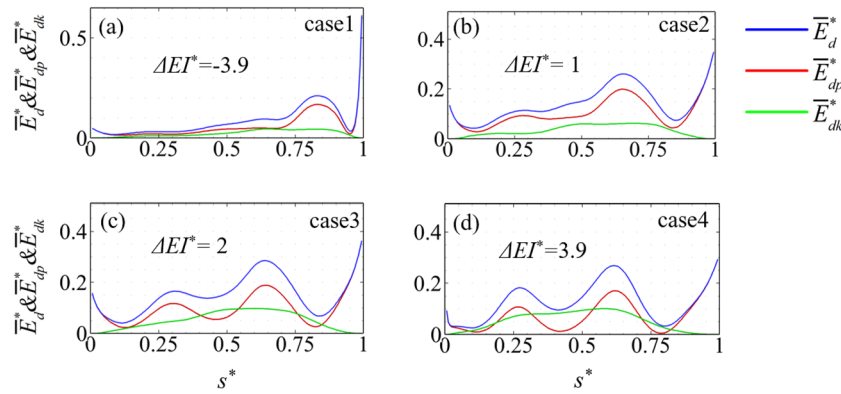 (a) case1
ΔEI*=-3.9
0.5
0
0 0.25 0.5 0.75 1
E̅*d&E̅*dp&E̅*dk
(b) case2
ΔEI*= 1
0.4
0.2
0
0 0.25 0.5 0.75 1
E̅*d
E̅*dp
E̅*dk
(c) case3
ΔEI*= 2
0.4
0.2
0
0 0.25 0.5 0.75 1
E̅*d&E̅*dp&E̅*dk
s*
(d) case4
ΔEI*=3.9
0.4
0.2
0
0 0.25 0.5 0.75 1
s*